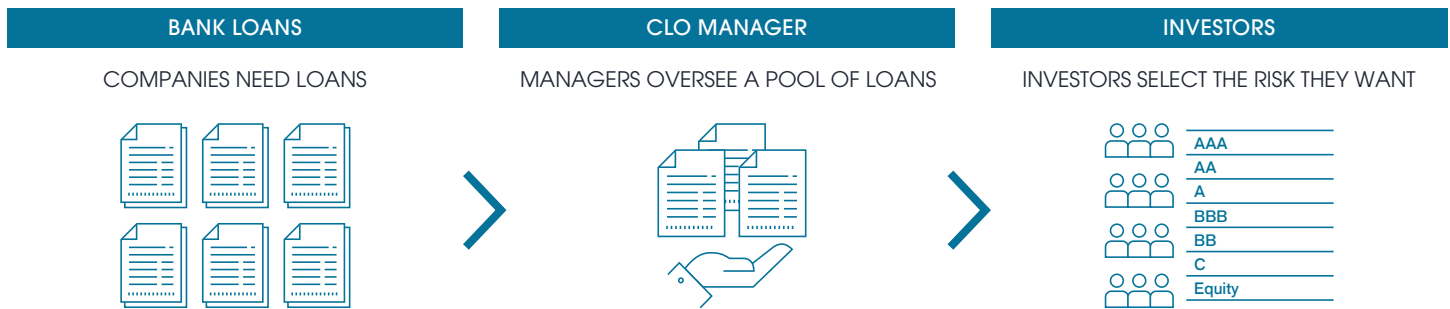 BANK LOANS
COMPANIES NEED LOANS
CLO MANAGER
MANAGERS OVERSEE A POOL OF LOANS
INVESTORS
INVESTORS SELECT THE RISK THEY WANT
AAA
AA
A
BBB
BB
C
Equity